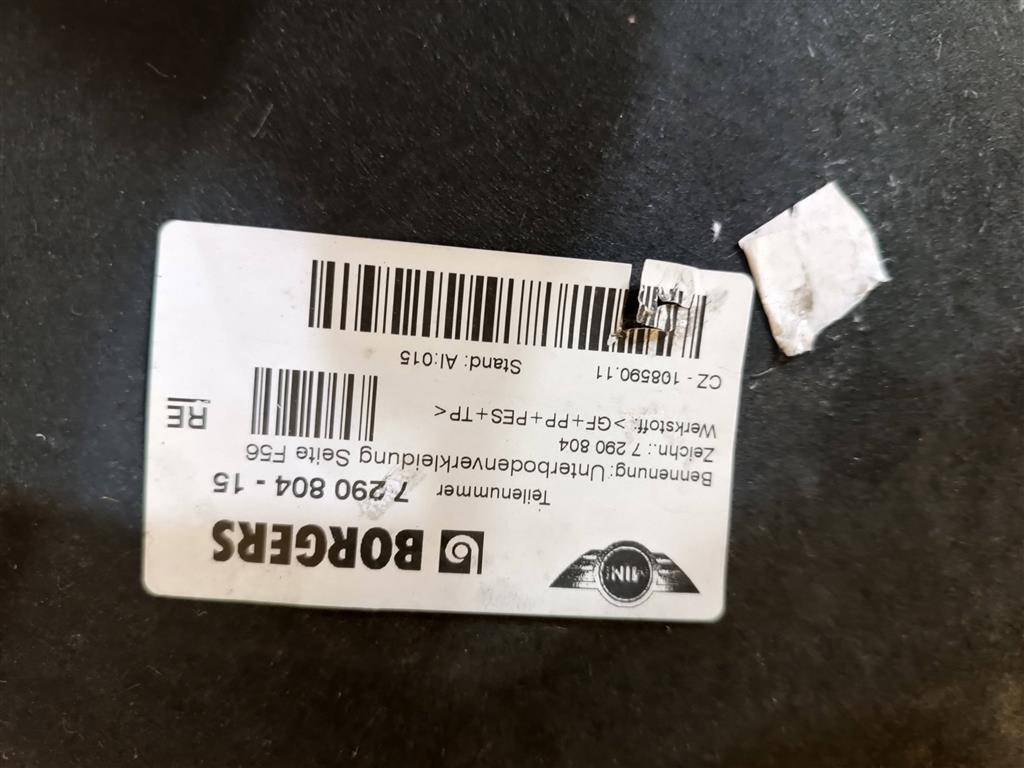 MINI
BORGERS
Teilenummer 7 290 804 - 15
Bennenung: Unterbodenverkleidung Seite F56
Zeichn.: 7 290 804
Werkstoff: >GF+PP+PES+TP<
RE
CZ - 108590.11 Stand: AI:015